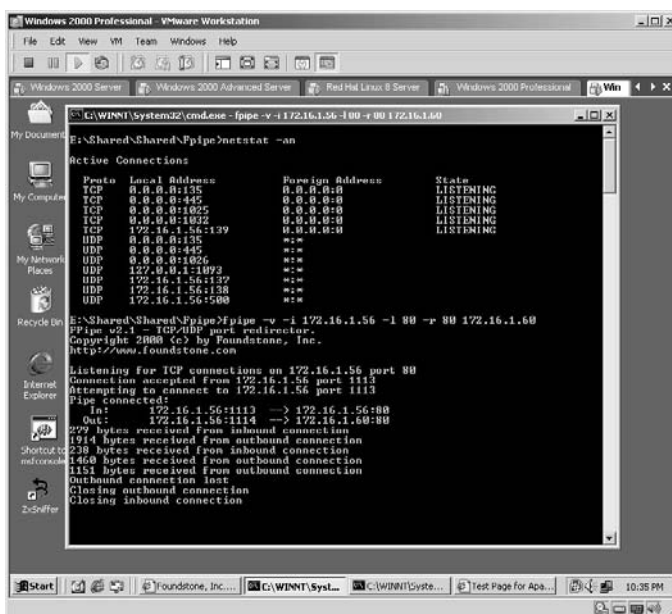 Windows 2000 Professional - VMware Workstation
File Edit View VM Team Windows Help
Windows 2000 Server Windows 2000 Advanced Server Red Hat Linux 8 Server Windows 2000 Professional Win
C:\WINNT\System32\cmd.exe - fpipe -v -i 172.16.1.56 -l 80 -r 80 172.16.1.60
My Document
My Computer
My Network Places
Recycle Bin
Internet Explorer
Shortcut to msfconsole
ZxSniffer
E:\Shared\Shared\Fpipe>netstat -an
Active Connections
Proto Local Address Foreign Address State
TCP 0.0.0.0:135 0.0.0.0:0 LISTENING
TCP 0.0.0.0:445 0.0.0.0:0 LISTENING
TCP 0.0.0.0:1025 0.0.0.0:0 LISTENING
TCP 0.0.0.0:1032 0.0.0.0:0 LISTENING
TCP 172.16.1.56:139 0.0.0.0:0 LISTENING
UDP 0.0.0.0:135 *:*
UDP 0.0.0.0:445 *:*
UDP 0.0.0.0:1026 *:*
UDP 127.0.0.1:1093 *:*
UDP 172.16.1.56:137 *:*
UDP 172.16.1.56:138 *:*
UDP 172.16.1.56:500 *:*
E:\Shared\Shared\Fpipe>fpipe -v -i 172.16.1.56 -l 80 -r 80 172.16.1.60
FPipe v2.1 - TCP/UDP port redirector.
Copyright 2000 (c) by Foundstone, Inc.
http://www.foundstone.com
Listening for TCP connections on 172.16.1.56 port 80
Connection accepted from 172.16.1.56 port 1113
Attempting to connect to 172.16.1.56 port 1113
Pipe connected:
In: 172.16.1.56:1113 --> 172.16.1.56:80
Out: 172.16.1.56:1114 --> 172.16.1.60:80
279 bytes received from inbound connection
1914 bytes received from outbound connection
238 bytes received from inbound connection
1460 bytes received from outbound connection
1151 bytes received from outbound connection
Outbound connection lost
Closing outbound connection
Closing inbound connection
Start Foundstone, Inc.... C:\WINNT\Syst... C:\WINNT\Syste... Test Page for Apa... 10:35 PM